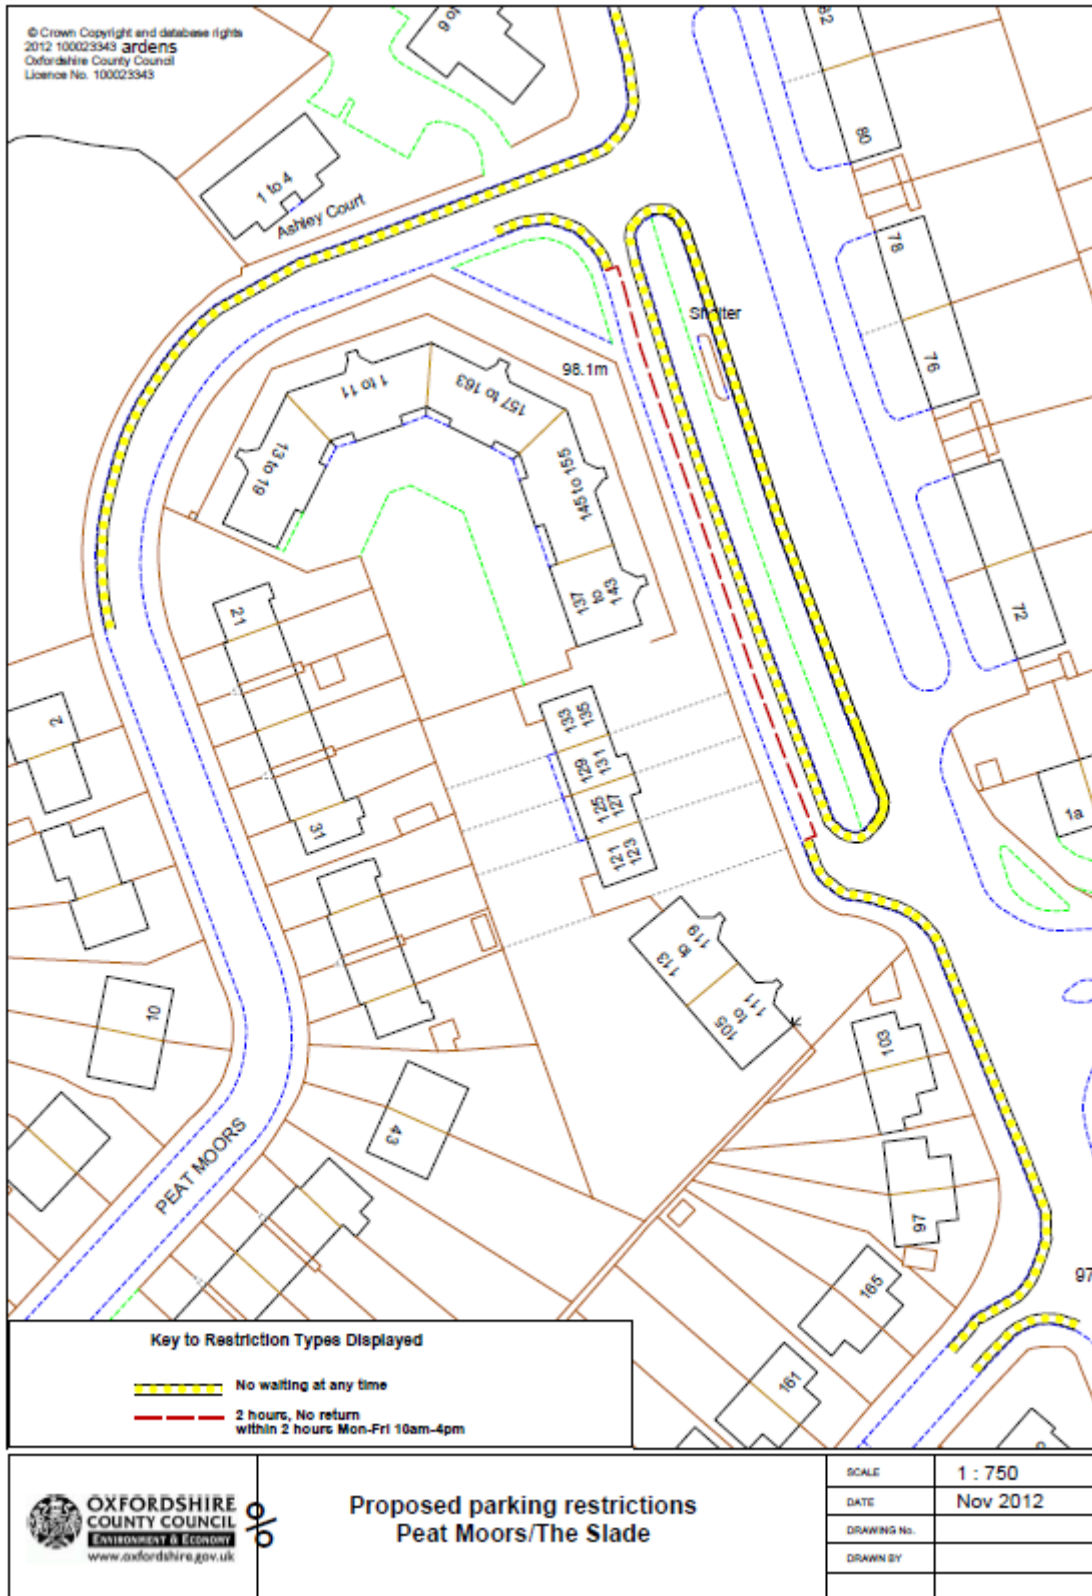 © Crown Copyright and database rights
2012 100023343 ardens
Oxfordshire County Council
Licence No. 100023343
62
80
1 to 4
Ashley Court
78
Shelter
76
98.1m
1 to 11
157 to 163
13 to 19
145 to 155
137
to
143
72
21
2
133
135
129
131
31
125
127
121
123
1a
113
to
119
105
to
111
10
103
43
PEAT MOORS
97
97
165
161
Key to Restriction Types Displayed
No waiting at any time
2 hours, No return
within 2 hours Mon-Fri 10am-4pm
OXFORDSHIRE
COUNTY COUNCIL
ENVIRONMENT & ECONOMY
www.oxfordshire.gov.uk
Proposed parking restrictions
Peat Moors/The Slade
SCALE
1 : 750
DATE
Nov 2012
DRAWING No.
DRAWN BY